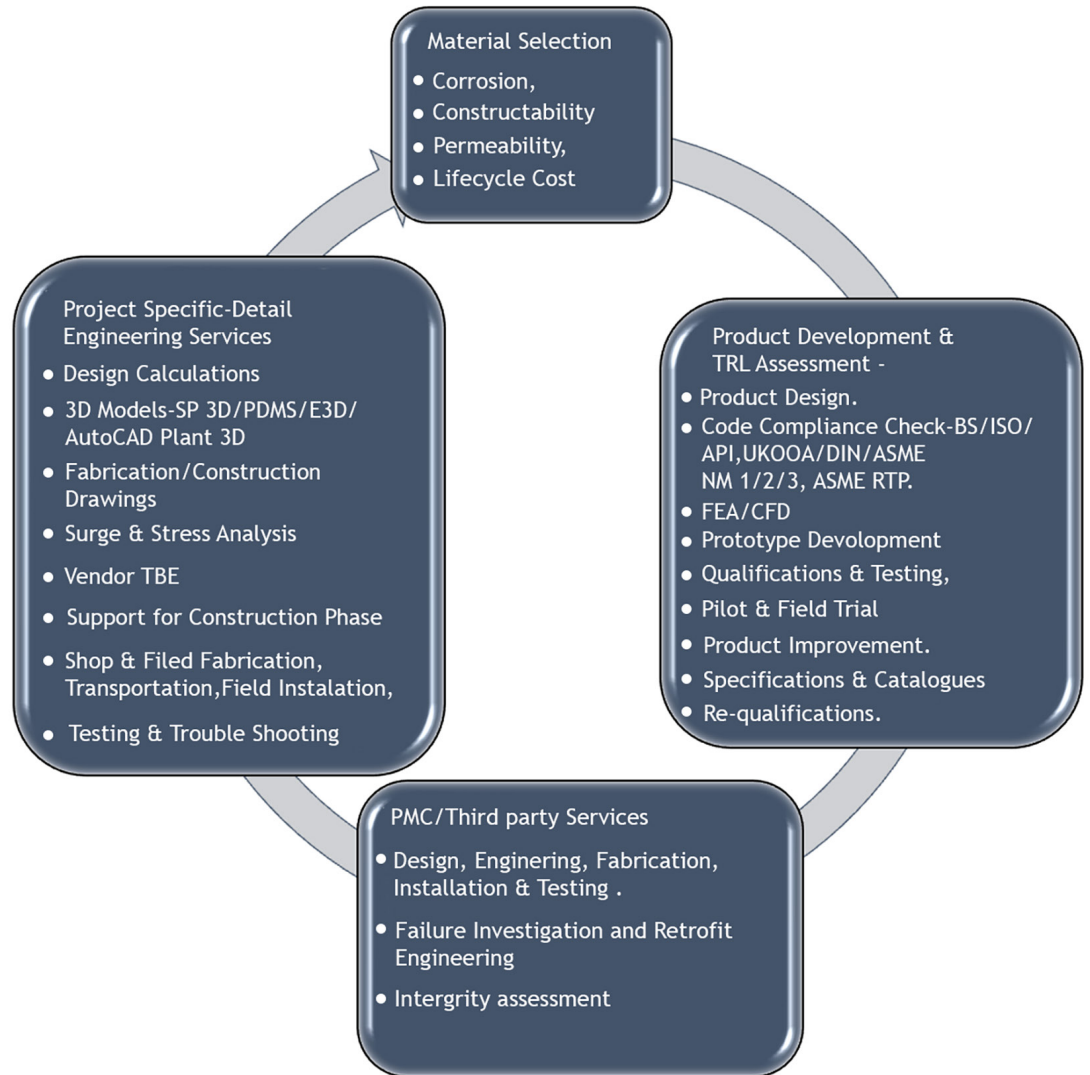 Material Selection
• Corrosion,
• Constructability
• Permeability,
• Lifecycle Cost
Product Development &
TRL Assessment -
• Product Design.
• Code Compliance Check-BS/ISO/
API,UKOOA/DIN/ASME
NM 1/2/3, ASME RTP.
• FEA/CFD
• Prototype Devolopment
• Qualifications & Testing,
• Pilot & Field Trial
• Product Improvement.
• Specifications & Catalogues
• Re-qualifications.
PMC/Third party Services
• Design, Enginering, Fabrication,
Installation & Testing .
• Failure Investigation and Retrofit
Engineering
• Intergrity assessment
Project Specific-Detail
Engineering Services
• Design Calculations
• 3D Models-SP 3D/PDMS/E3D/
AutoCAD Plant 3D
• Fabrication/Construction
Drawings
• Surge & Stress Analysis
• Vendor TBE
• Support for Construction Phase
• Shop & Filed Fabrication,
Transportation,Field Instalation,
• Testing & Trouble Shooting